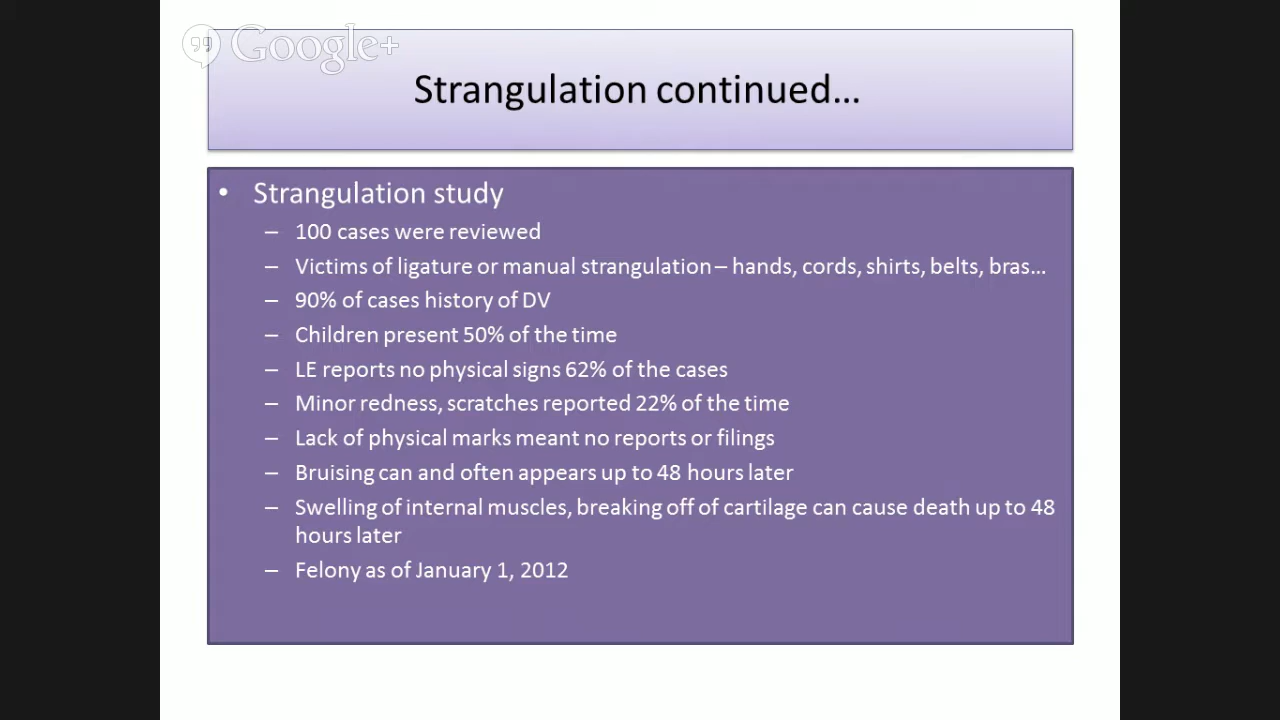 Google+
Strangulation continued...
• Strangulation study
– 100 cases were reviewed
– Victims of ligature or manual strangulation – hands, cords, shirts, belts, bras...
– 90% of cases history of DV
– Children present 50% of the time
– LE reports no physical signs 62% of the cases
– Minor redness, scratches reported 22% of the time
– Lack of physical marks meant no reports or filings
– Bruising can and often appears up to 48 hours later
– Swelling of internal muscles, breaking off of cartilage can cause death up to 48
hours later
– Felony as of January 1, 2012